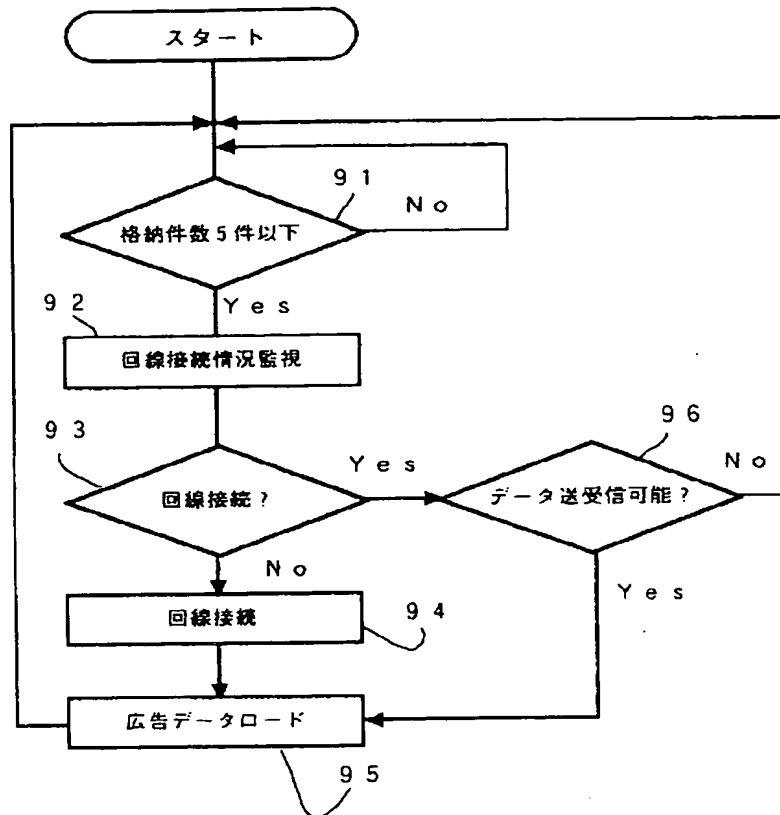 スタート
91
格納件数5件以下
No
Yes
92
回線接続情況監視
93
回線接続?
Yes
No
96
データ送受信可能?
No
Yes
回線接続
94
広告データロード
95